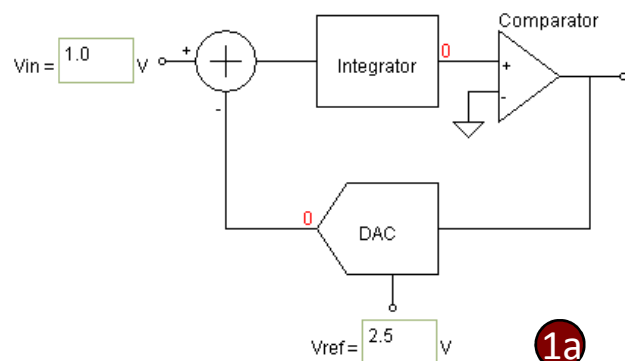 Comparator
Vin = 1.0 V
+
-
Integrator
0
+
-
0
DAC
Vref = 2.5 V
1a